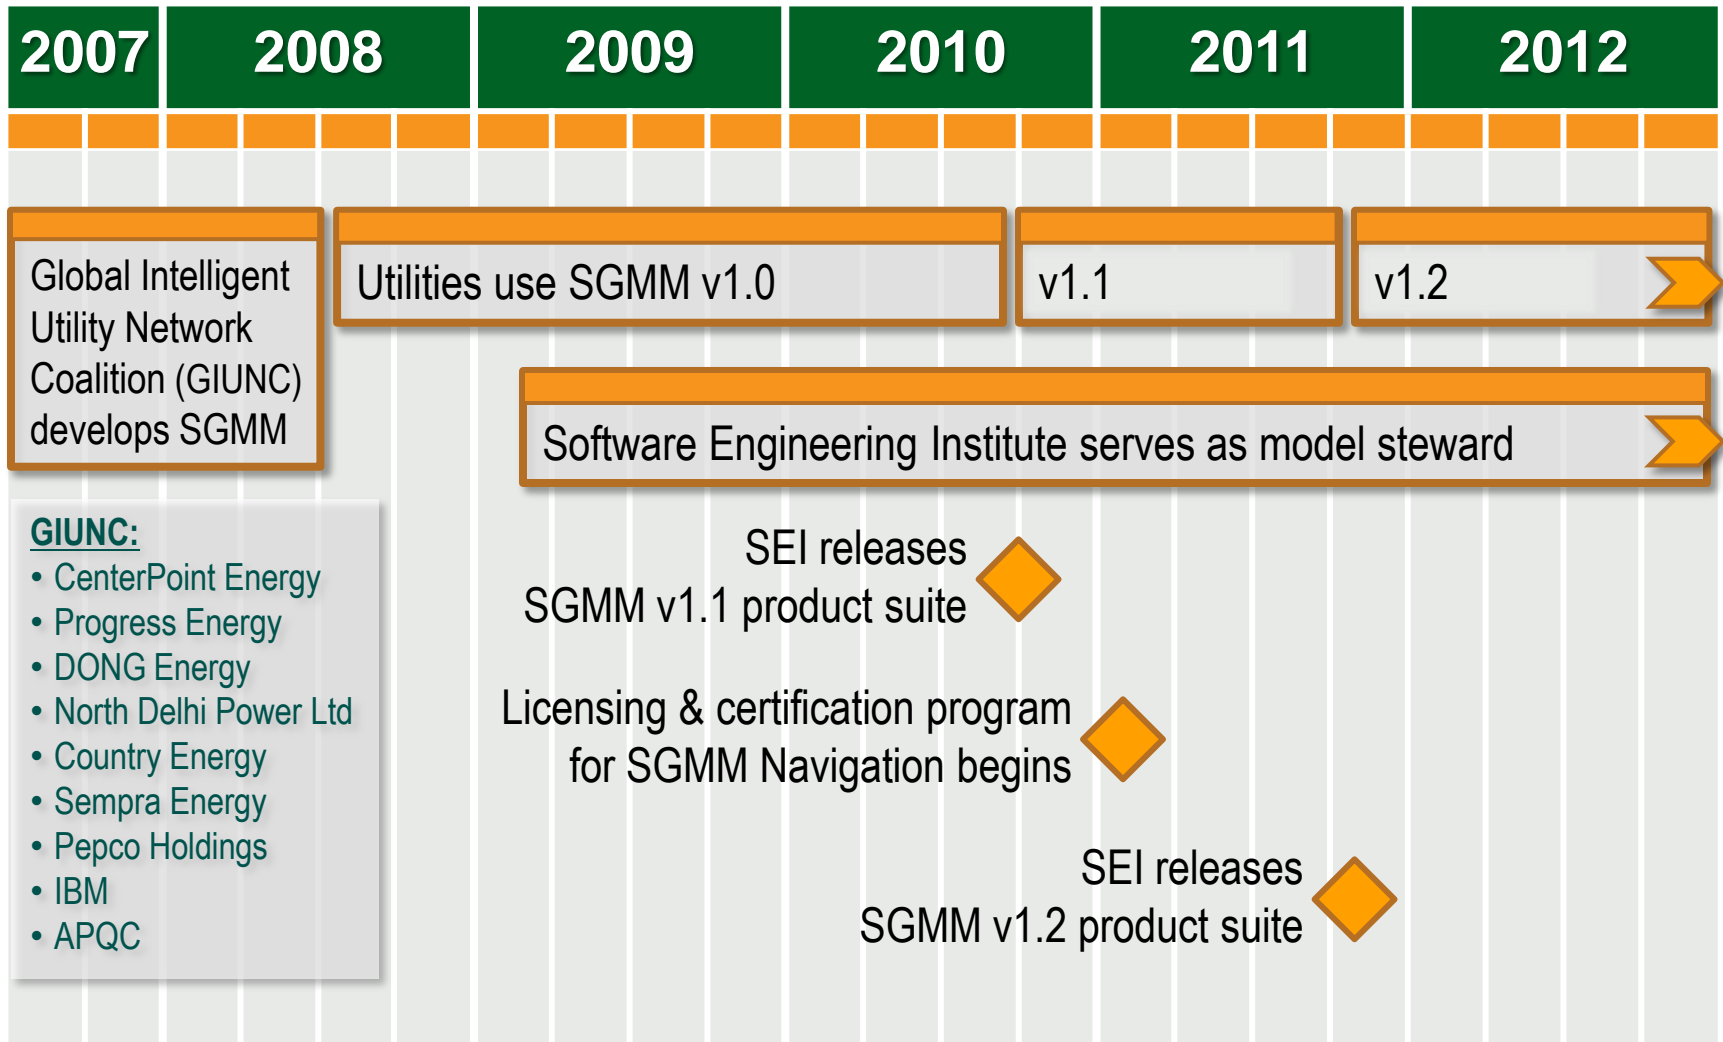 2007 2008 2009 2010 2011 2012
Global Intelligent
Utility Network
Coalition (GIUNC)
develops SGMM
Utilities use SGMM v1.0
v1.1
v1.2
Software Engineering Institute serves as model steward
GIUNC:
• CenterPoint Energy
• Progress Energy
• DONG Energy
• North Delhi Power Ltd
• Country Energy
• Sempra Energy
• Pepco Holdings
• IBM
• APQC
SEI releases
SGMM v1.1 product suite
Licensing & certification program
for SGMM Navigation begins
SEI releases
SGMM v1.2 product suite